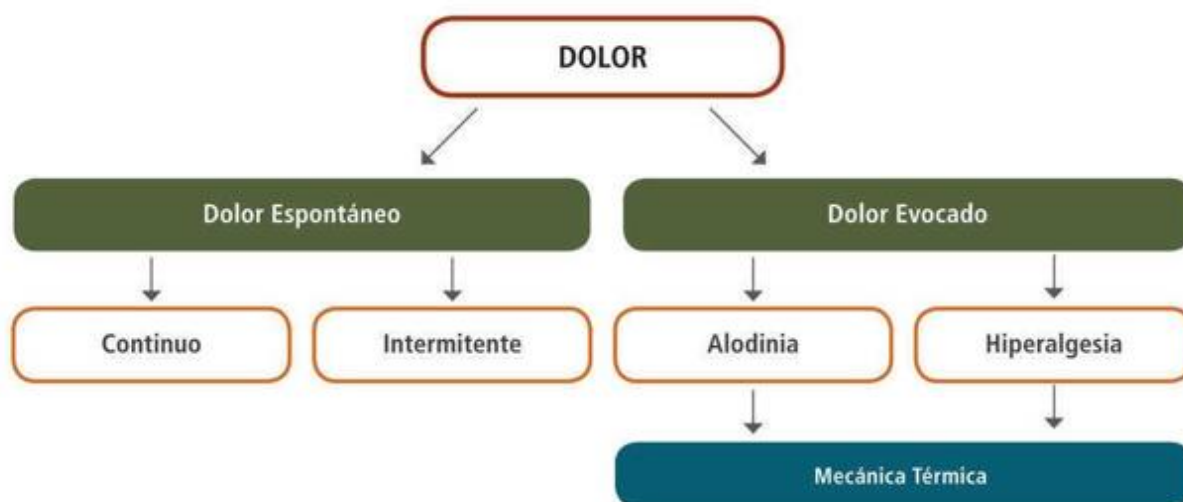 DOLOR
Dolor Espontáneo
Dolor Evocado
Continuo
Intermitente
Alodinia
Hiperalgesia
Mecánica Térmica